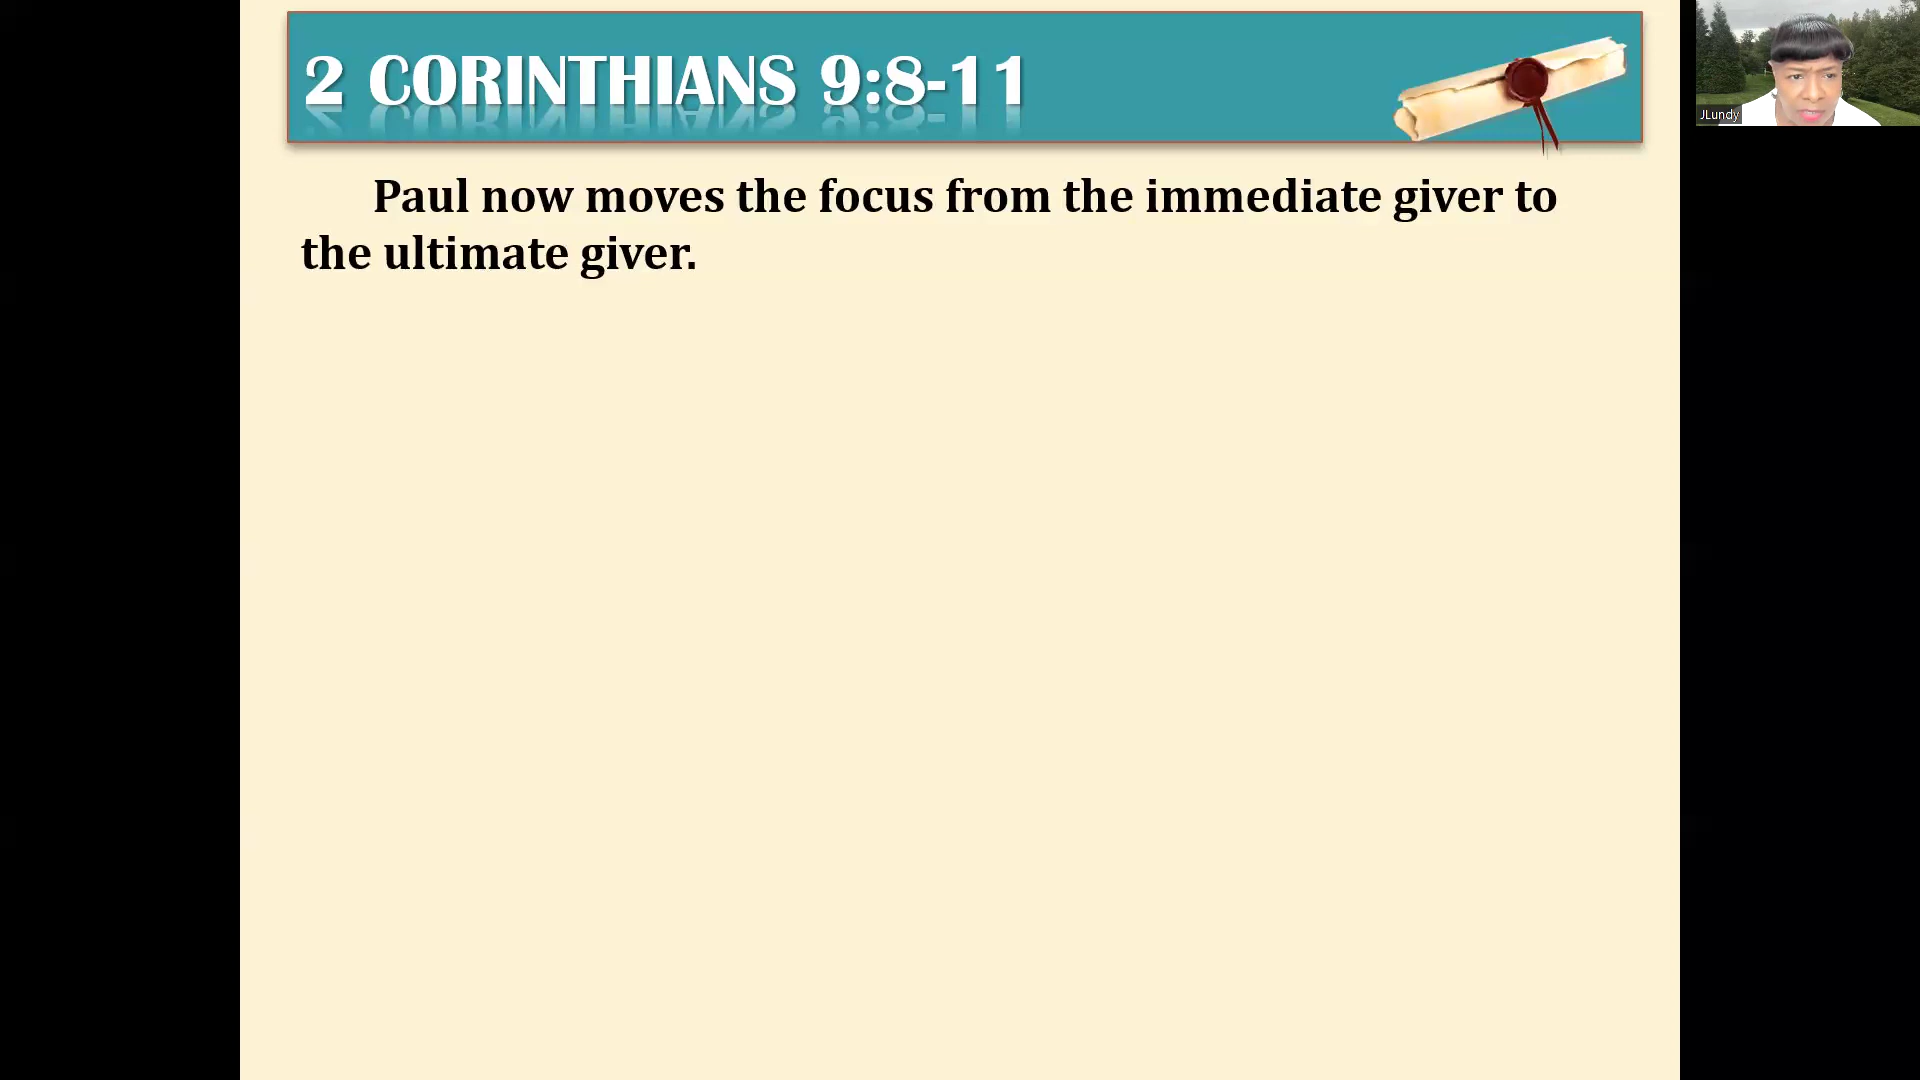 2 CORINTHIANS 9:8-11
JLundy
Paul now moves the focus from the immediate giver to
the ultimate giver.